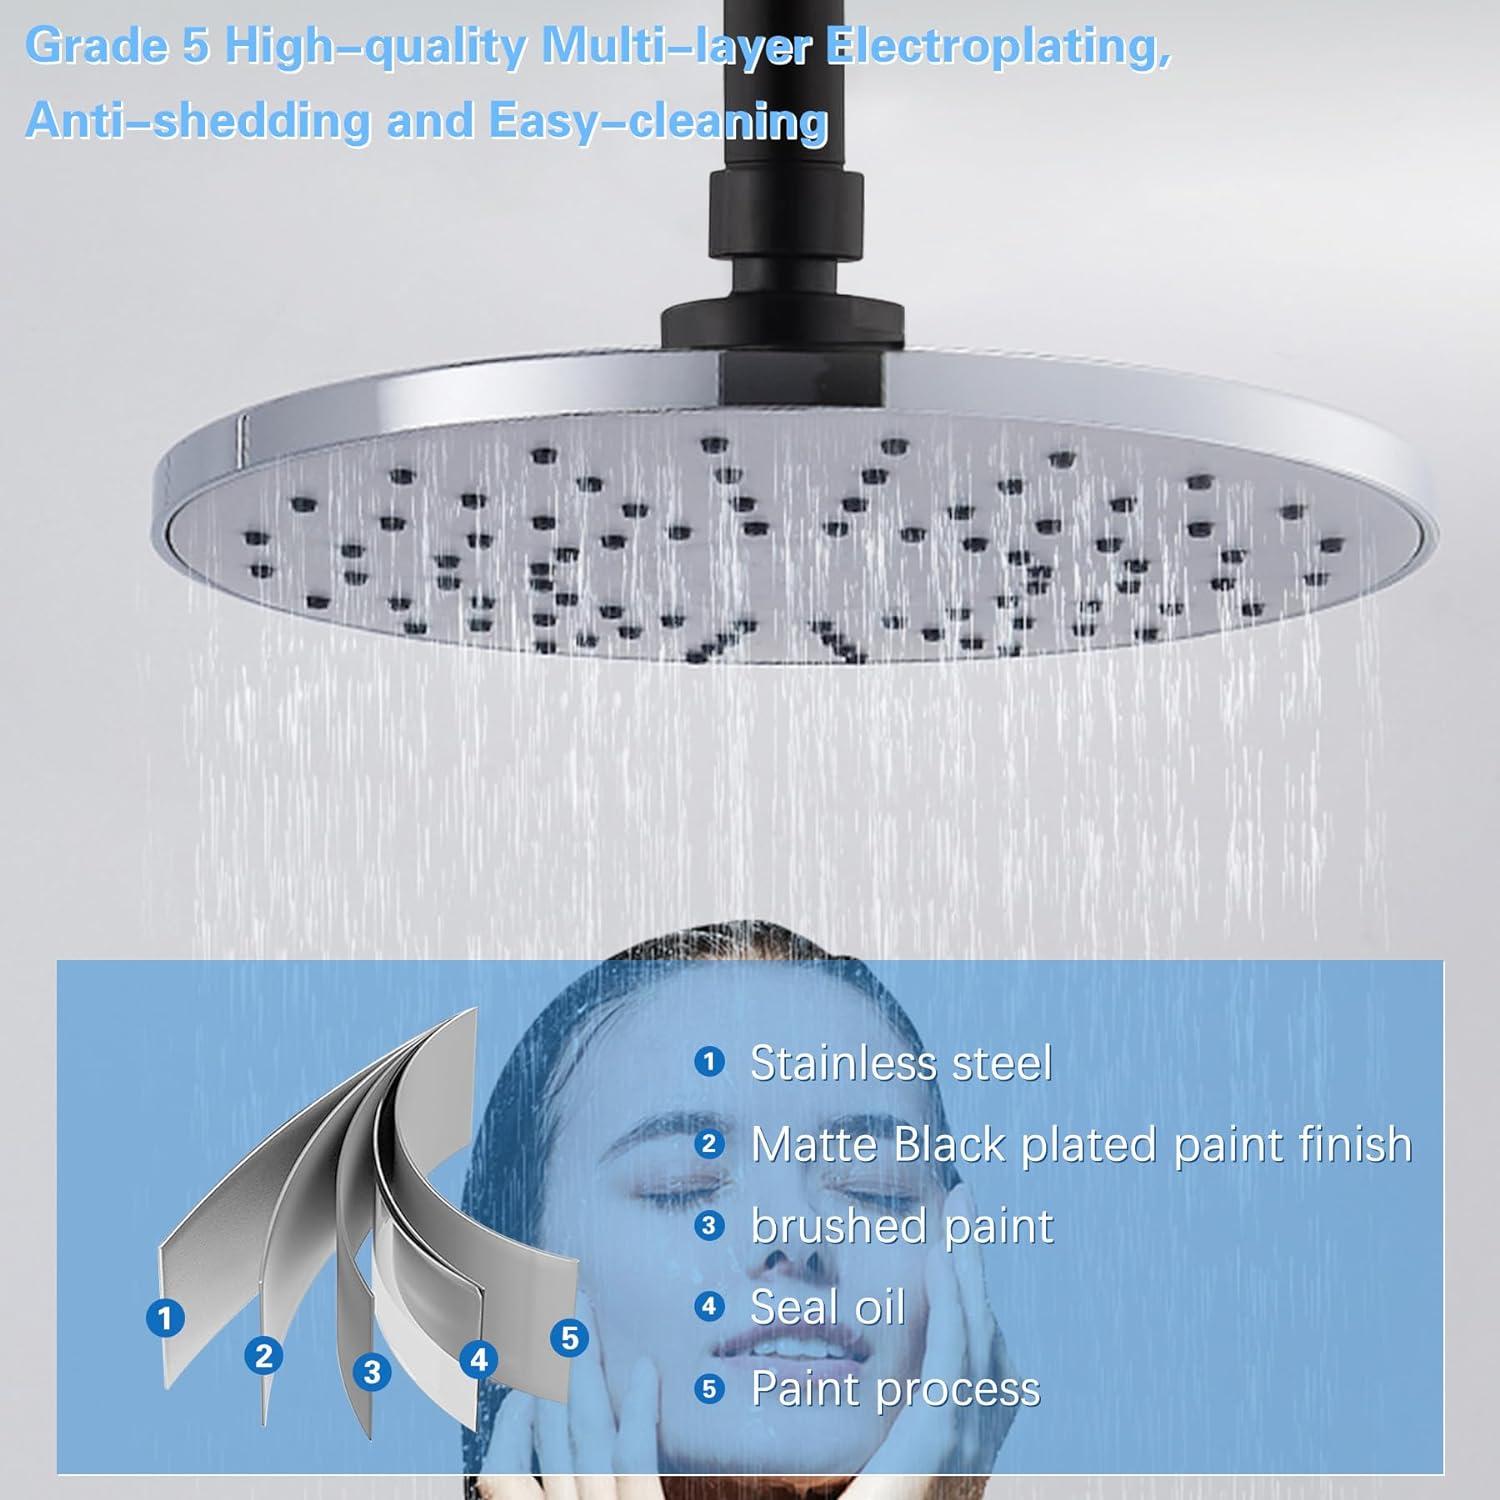 Grade 5 High-quality Multi-layer Electroplating,
Anti-shedding and Easy-cleaning
1 Stainless steel
2 Matte Black plated paint finish
3 brushed paint
4 Seal oil
5 Paint process
1
2
3
4
5